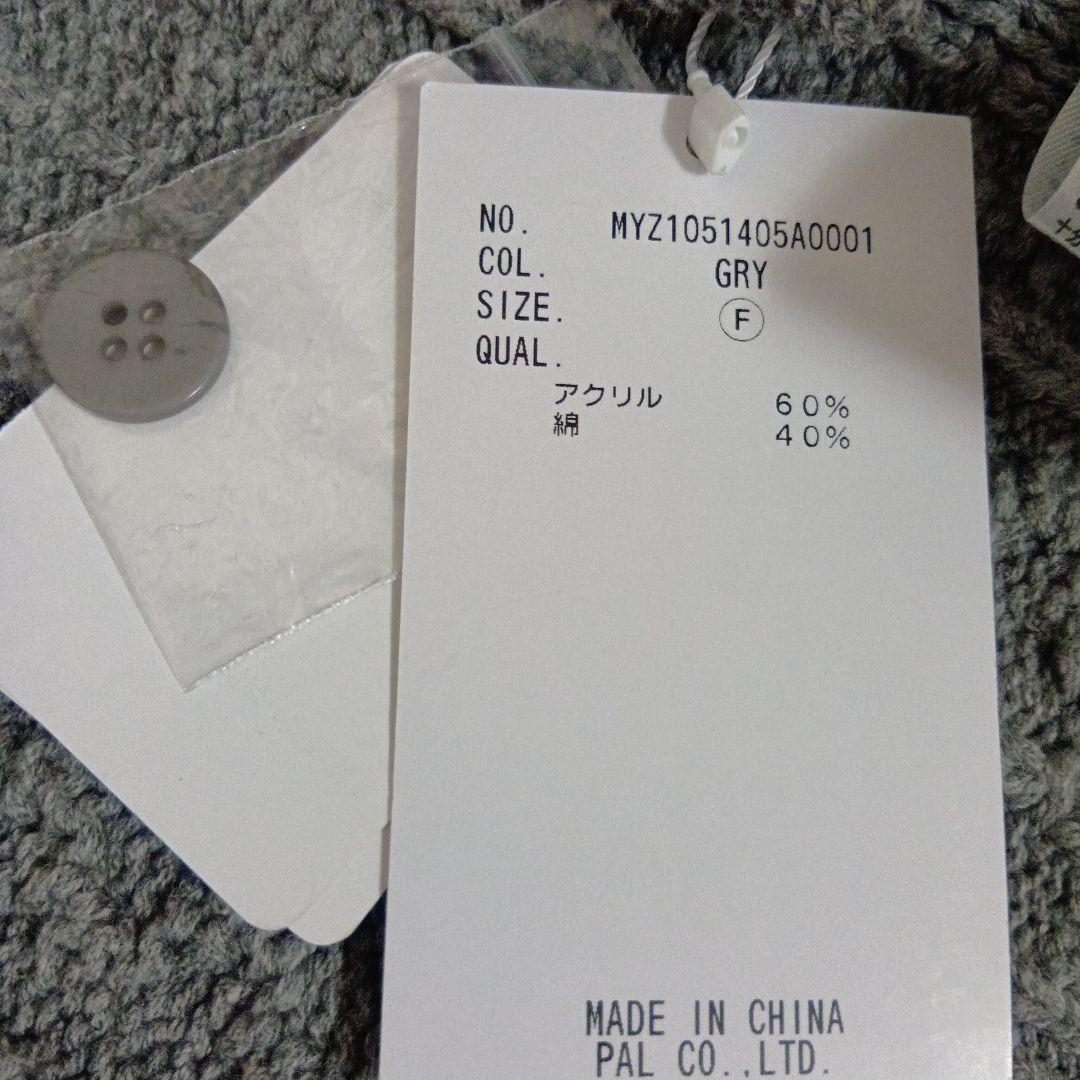 NO. MYZ1051405A0001
COL. GRY
SIZE. F
QUAL.
アクリル 60%
綿 40%
MADE IN CHINA
PAL CO.,LTD.